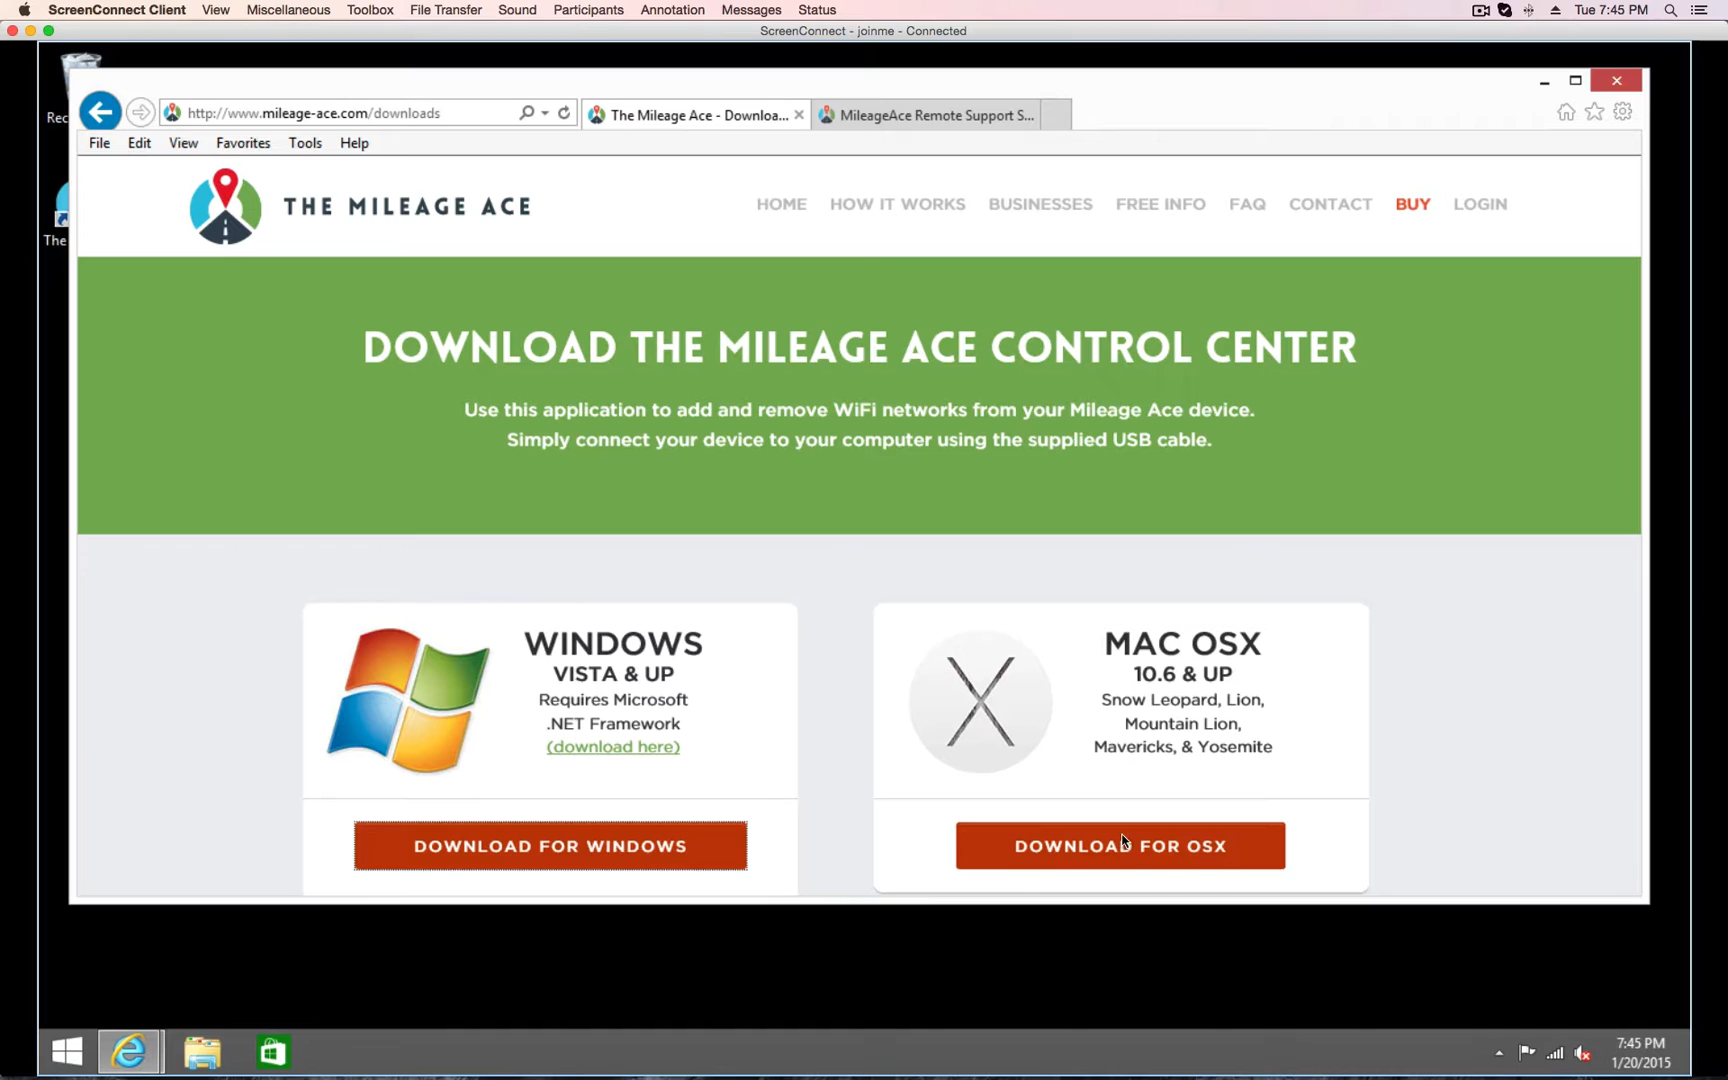 ScreenConnect Client View Miscellaneous Toolbox File Transfer Sound Participants Annotation Messages Status Tue 7:45 PM
ScreenConnect - joinme - Connected
Rec
The
http://www.mileage-ace.com/downloads
The Mileage Ace - Downloa...
MileageAce Remote Support S...
File Edit View Favorites Tools Help
THE MILEAGE ACE
HOME HOW IT WORKS BUSINESSES FREE INFO FAQ CONTACT BUY LOGIN
DOWNLOAD THE MILEAGE ACE CONTROL CENTER
Use this application to add and remove WiFi networks from your Mileage Ace device.
Simply connect your device to your computer using the supplied USB cable.
WINDOWS
VISTA & UP
Requires Microsoft
.NET Framework
(download here)
DOWNLOAD FOR WINDOWS
MAC OSX
10.6 & UP
Snow Leopard, Lion,
Mountain Lion,
Mavericks, & Yosemite
DOWNLOAD FOR OSX
7:45 PM
1/20/2015